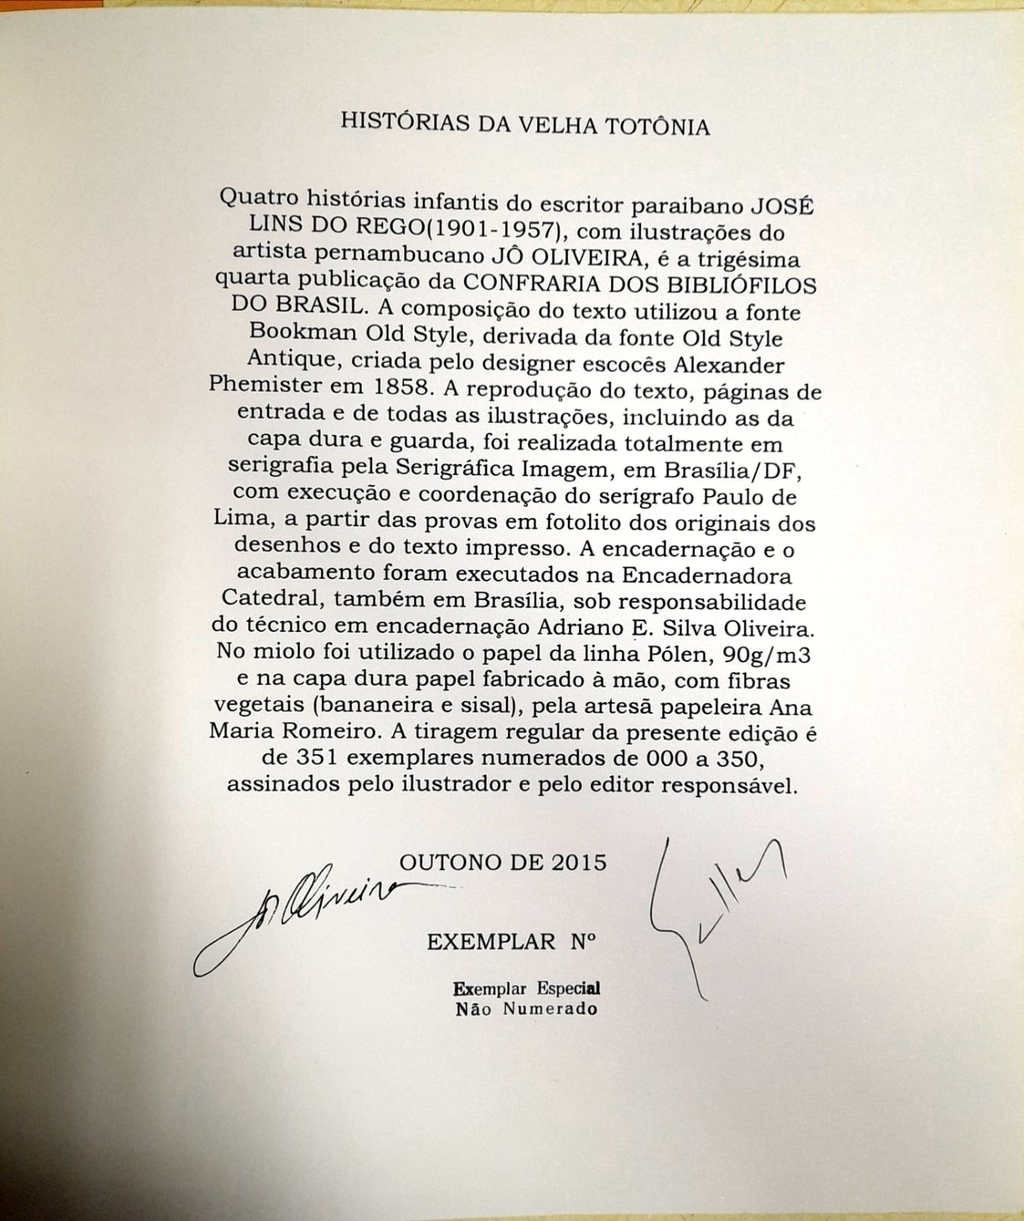 HISTÓRIAS DA VELHA TOTÔNIA
Quatro histórias infantis do escritor paraibano JOSÉ
LINS DO REGO(1901-1957), com ilustrações do
artista pernambucano JÔ OLIVEIRA, é a trigésima
quarta publicação da CONFRARIA DOS BIBLIÓFILOS
DO BRASIL. A composição do texto utilizou a fonte
Bookman Old Style, derivada da fonte Old Style
Antique, criada pelo designer escocês Alexander
Phemister em 1858. A reprodução do texto, páginas de
entrada e de todas as ilustrações, incluindo as da
capa dura e guarda, foi realizada totalmente em
serigrafia pela Serigráfica Imagem, em Brasília/DF,
com execução e coordenação do serígrafo Paulo de
Lima, a partir das provas em fotolito dos originais dos
desenhos e do texto impresso. A encadernação e o
acabamento foram executados na Encadernadora
Catedral, também em Brasília, sob responsabilidade
do técnico em encadernação Adriano E. Silva Oliveira.
No miolo foi utilizado o papel da linha Pólen, 90g/m3
e na capa dura papel fabricado à mão, com fibras
vegetais (bananeira e sisal), pela artesã papeleira Ana
Maria Romeiro. A tiragem regular da presente edição é
de 351 exemplares numerados de 000 a 350,
assinados pelo ilustrador e pelo editor responsável.
OUTONO DE 2015
Jô Oliveira
EXEMPLAR Nº
Exemplar Especial
Não Numerado